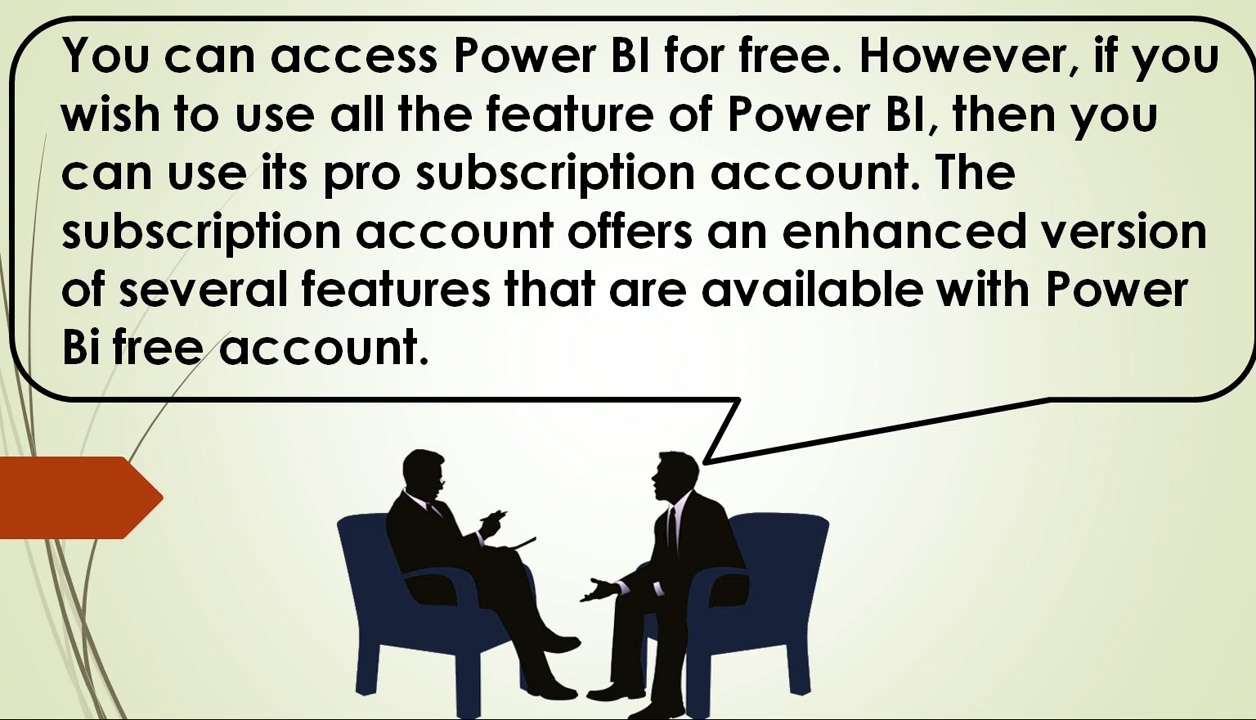 You can access Power BI for free. However, if you
wish to use all the feature of Power BI, then you
can use its pro subscription account. The
subscription account offers an enhanced version
of several features that are available with Power
Bi free account.